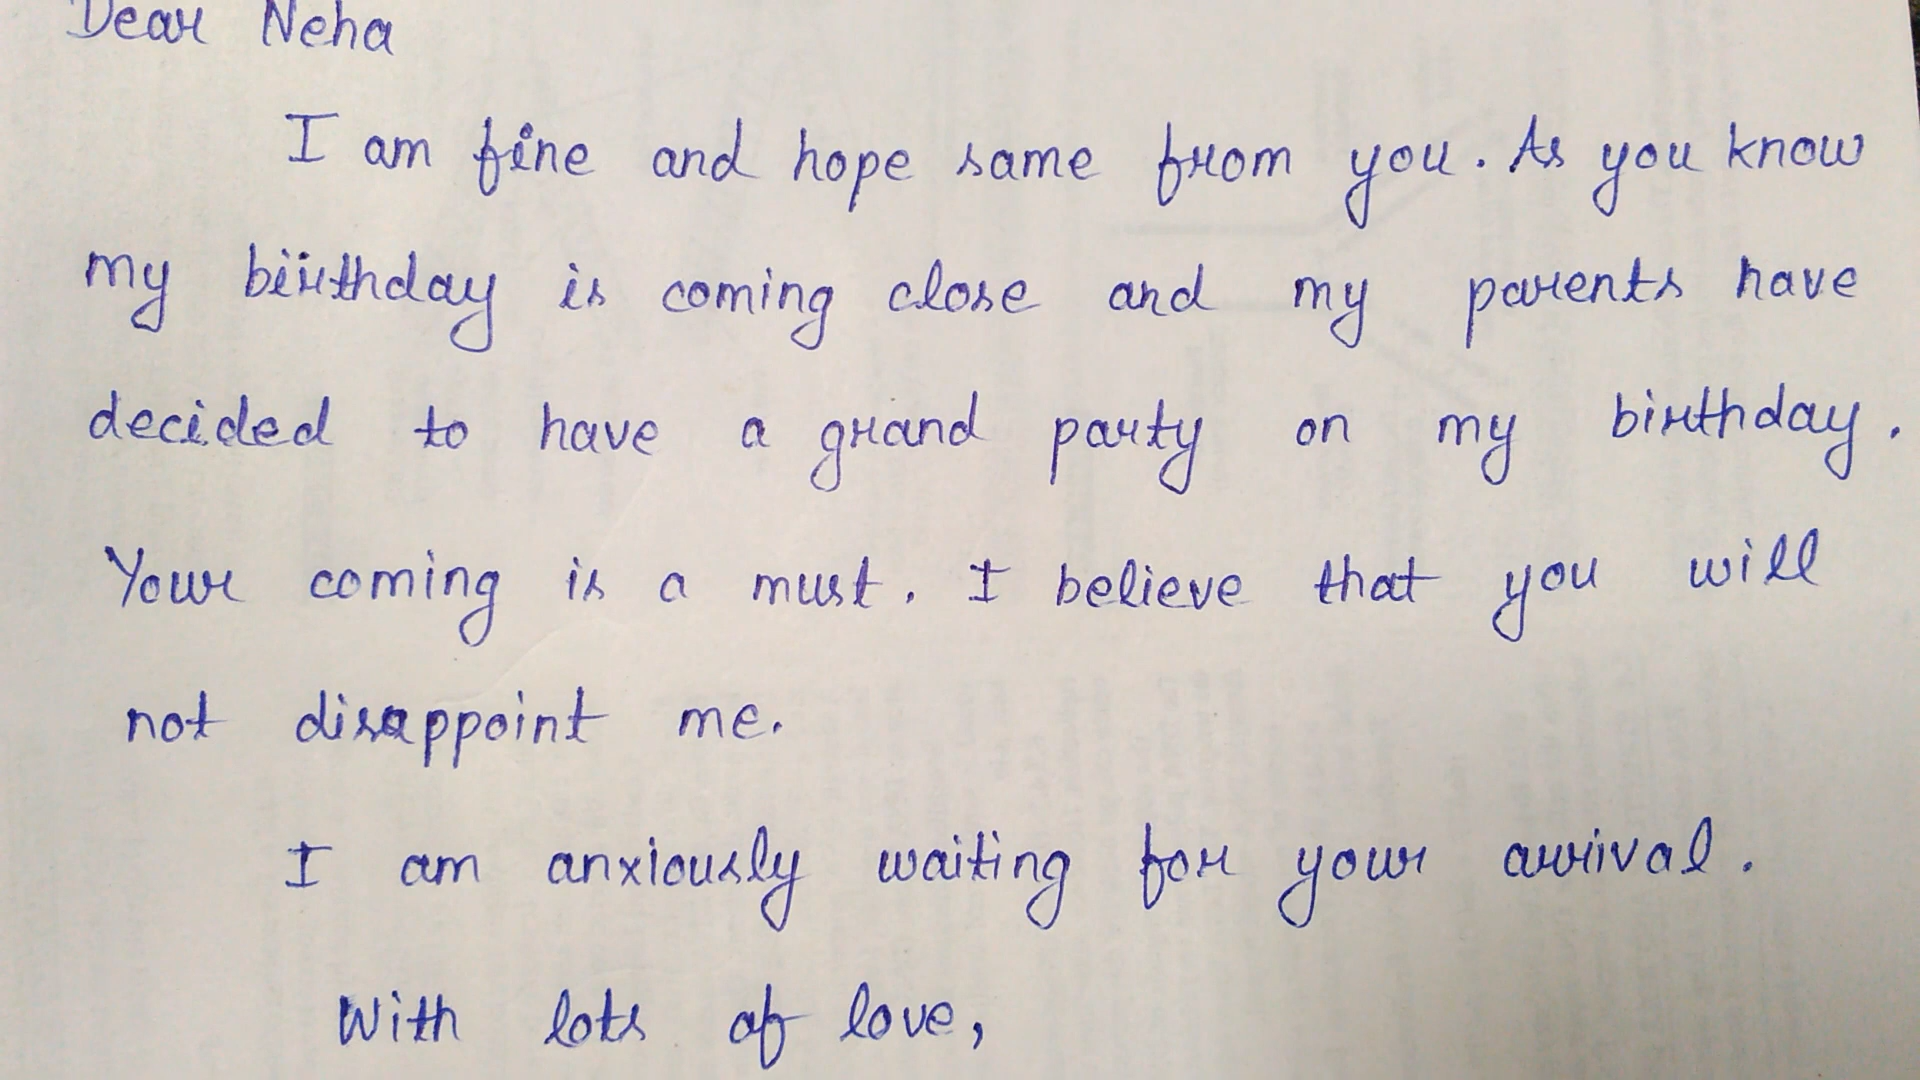 Dear Neha
I am fine and hope same from you. As you know
my birthday is coming close and my parents have
decided to have a grand party on my birthday.
Your coming is a must. I believe that you will
not disappoint me.
I am anxiously waiting for your arrival.
With lots of love,